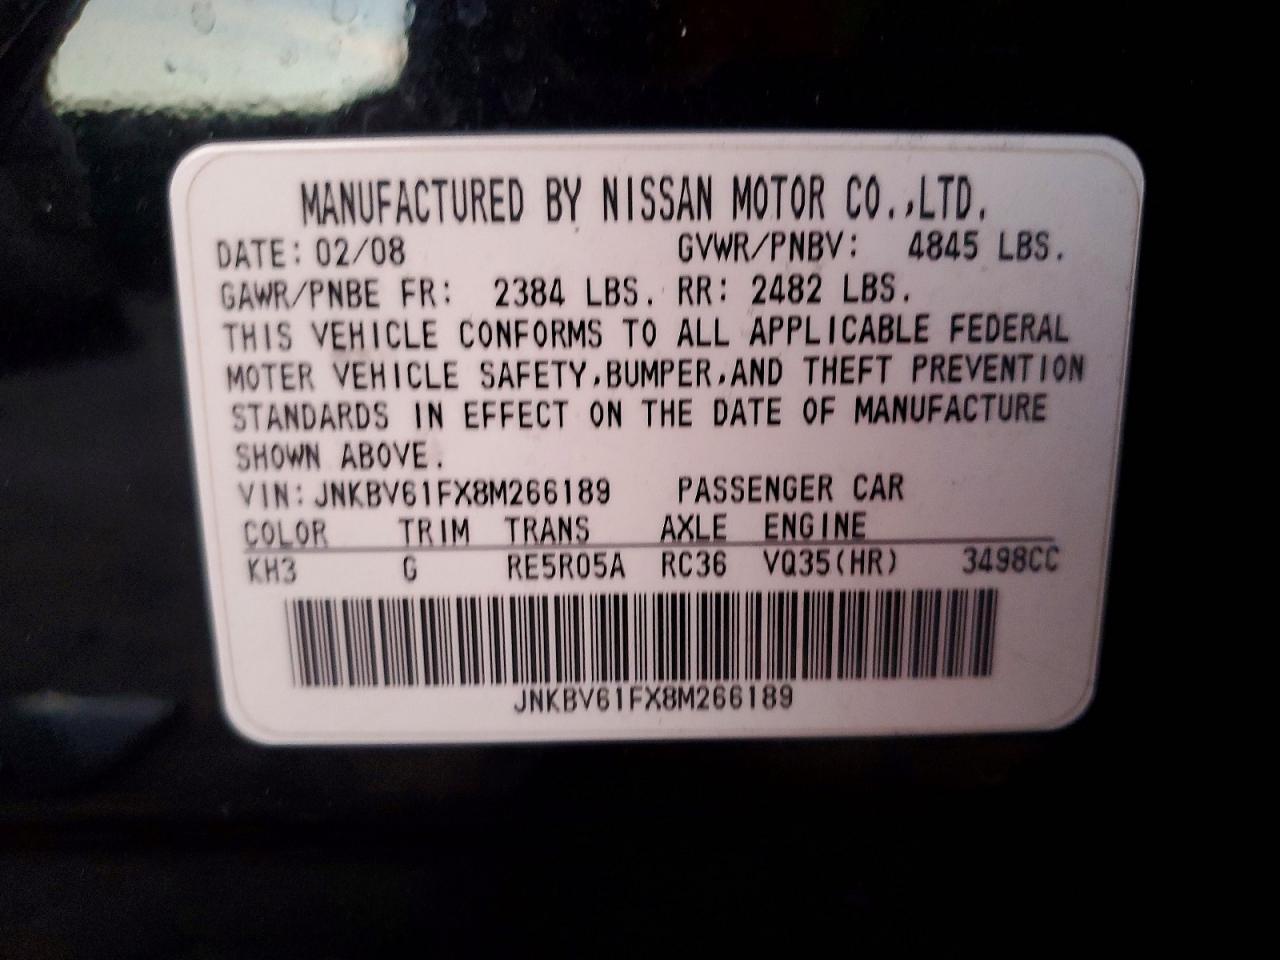 MANUFACTURED BY NISSAN MOTOR CO.,LTD.
DATE: 02/08 GVWR/PNBV: 4845 LBS.
GAWR/PNBE FR: 2384 LBS. RR: 2482 LBS.
THIS VEHICLE CONFORMS TO ALL APPLICABLE FEDERAL
MOTER VEHICLE SAFETY,BUMPER,AND THEFT PREVENTION
STANDARDS IN EFFECT ON THE DATE OF MANUFACTURE
SHOWN ABOVE.
VIN: JNKBV61FX8M266189 PASSENGER CAR
COLOR TRIM TRANS AXLE ENGINE
KH3 G RE5R05A RC36 VQ35(HR) 3498CC
JNKBV61FX8M266189